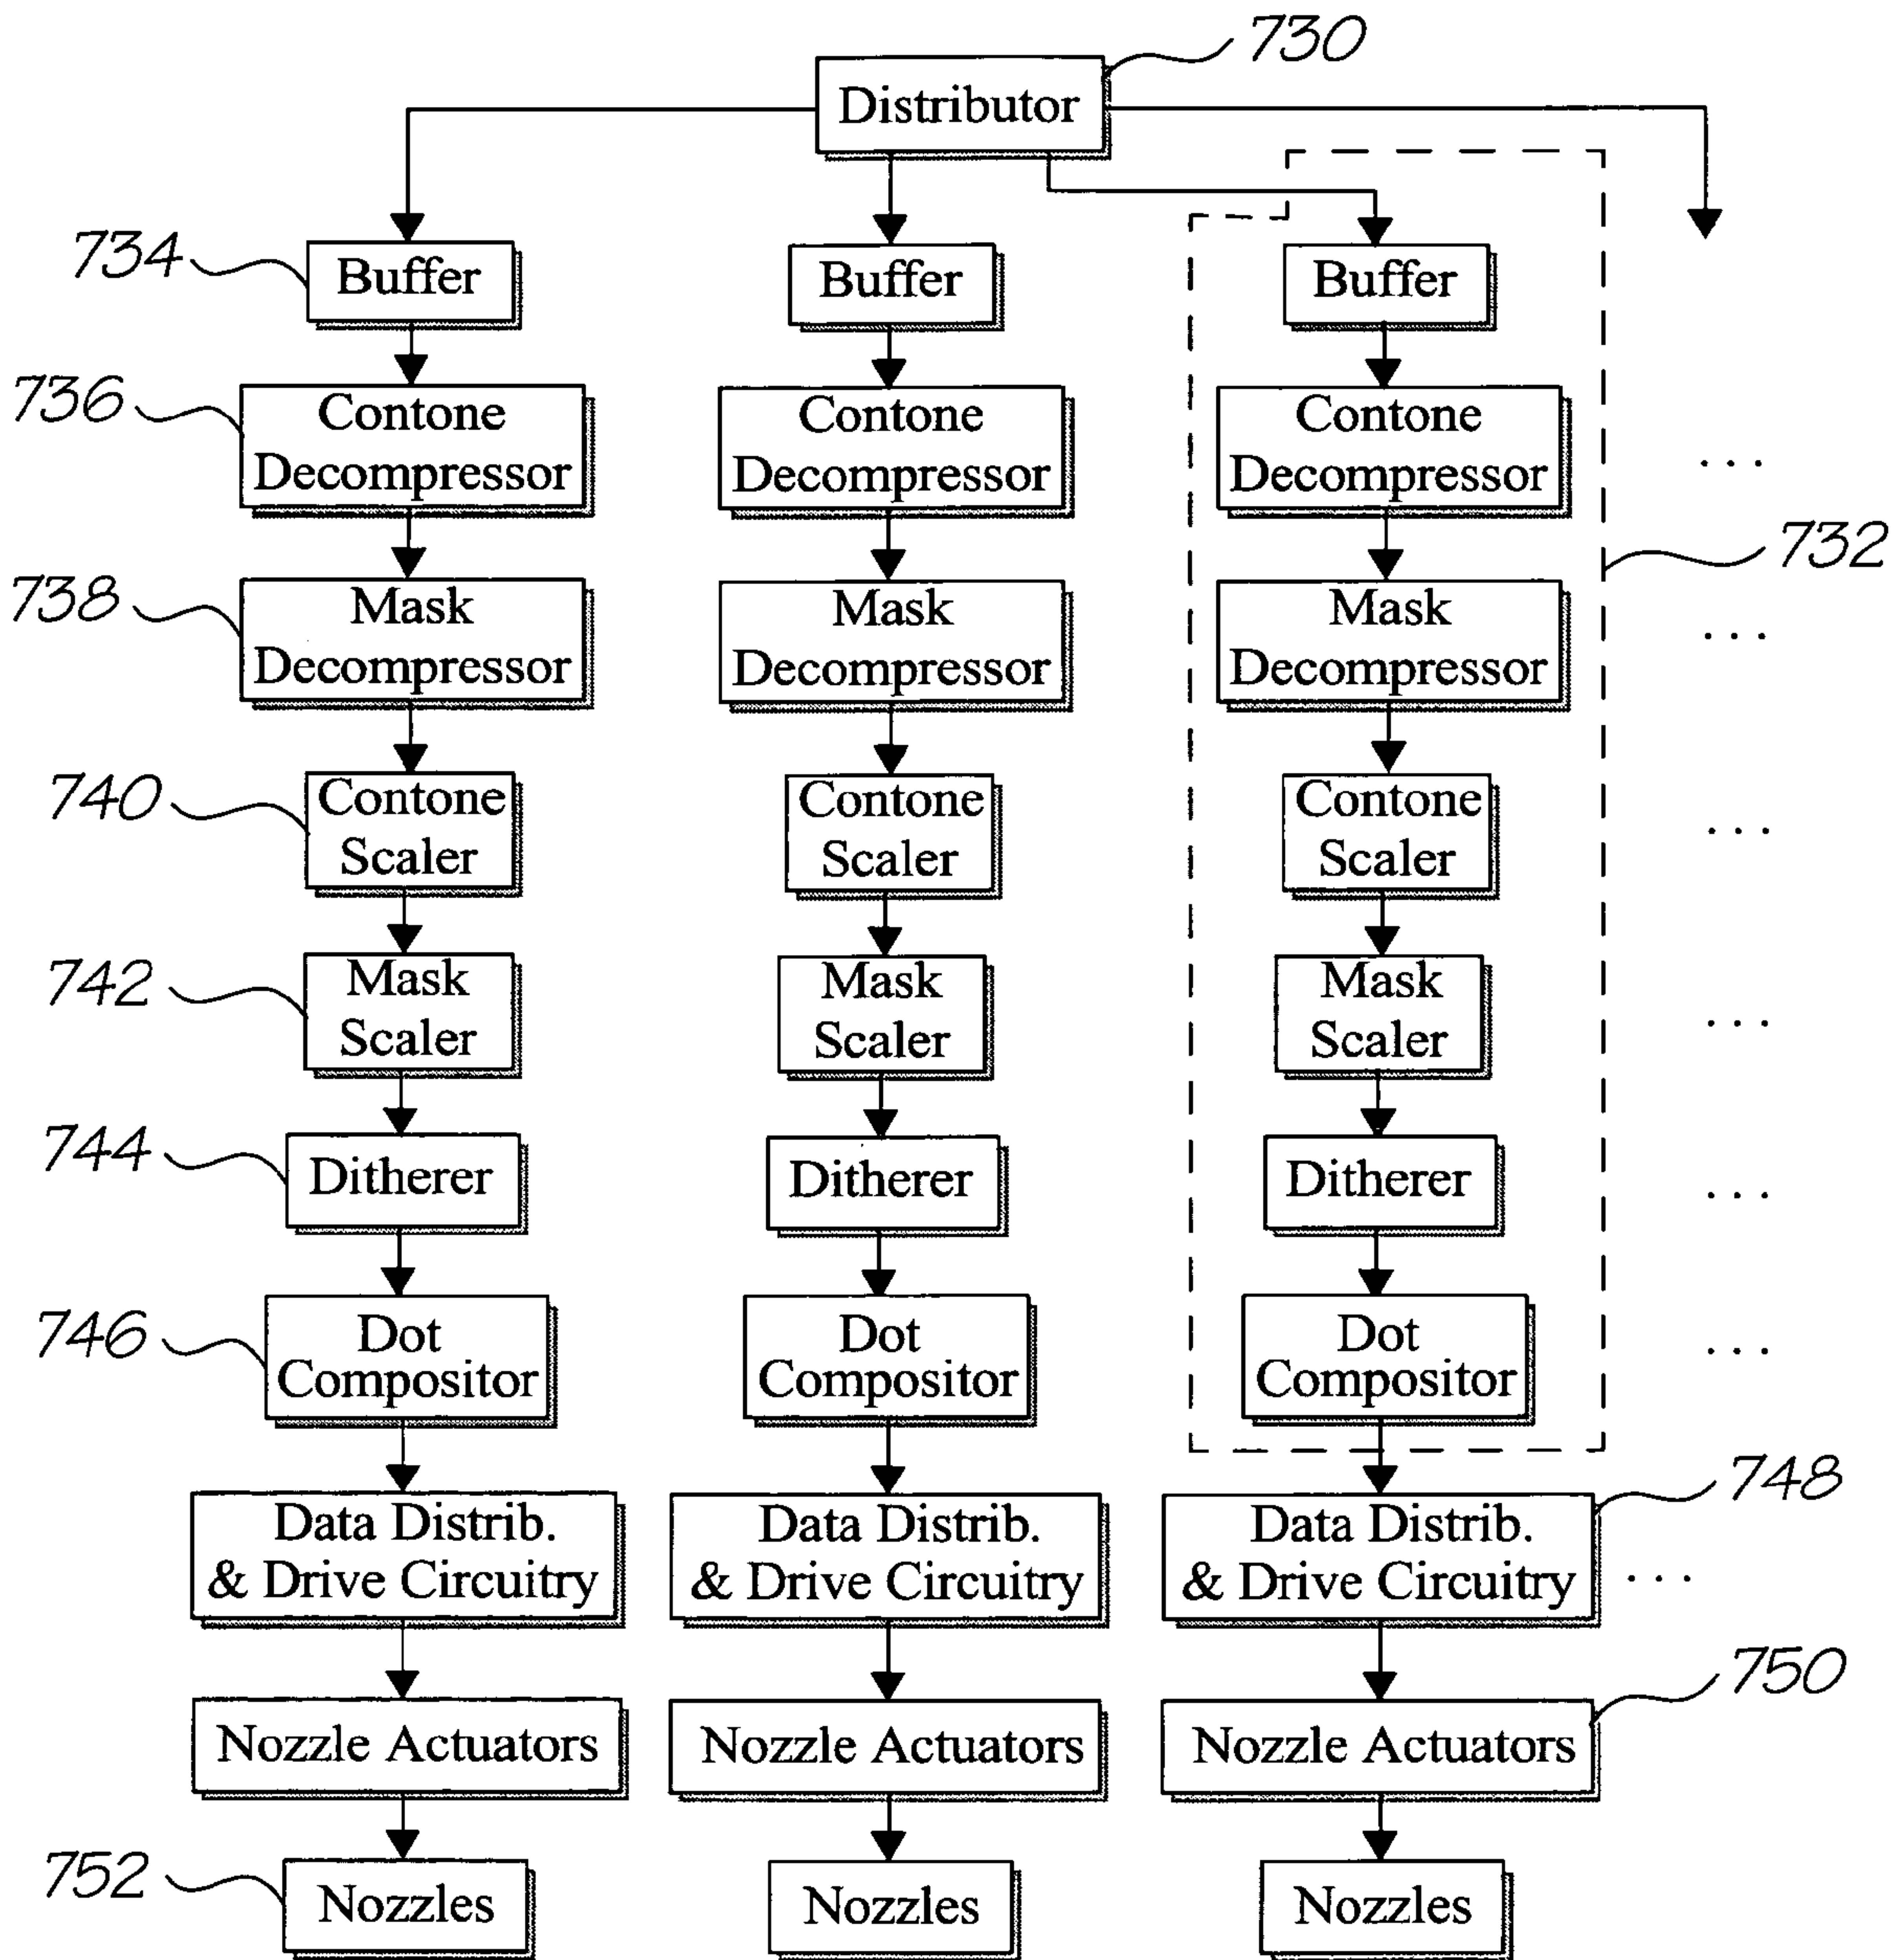 730
Distributor
734
Buffer
Buffer
Buffer
736
Contone
Decompressor
Contone
Decompressor
Contone
Decompressor
...
732
738
Mask
Decompressor
Mask
Decompressor
Mask
Decompressor
...
740
Contone
Scaler
Contone
Scaler
Contone
Scaler
...
742
Mask
Scaler
Mask
Scaler
Mask
Scaler
...
744
Ditherer
Ditherer
Ditherer
...
746
Dot
Compositor
Dot
Compositor
Dot
Compositor
...
748
Data Distrib.
& Drive Circuitry
Data Distrib.
& Drive Circuitry
Data Distrib.
& Drive Circuitry
...
750
Nozzle Actuators
Nozzle Actuators
Nozzle Actuators
752
Nozzles
Nozzles
Nozzles